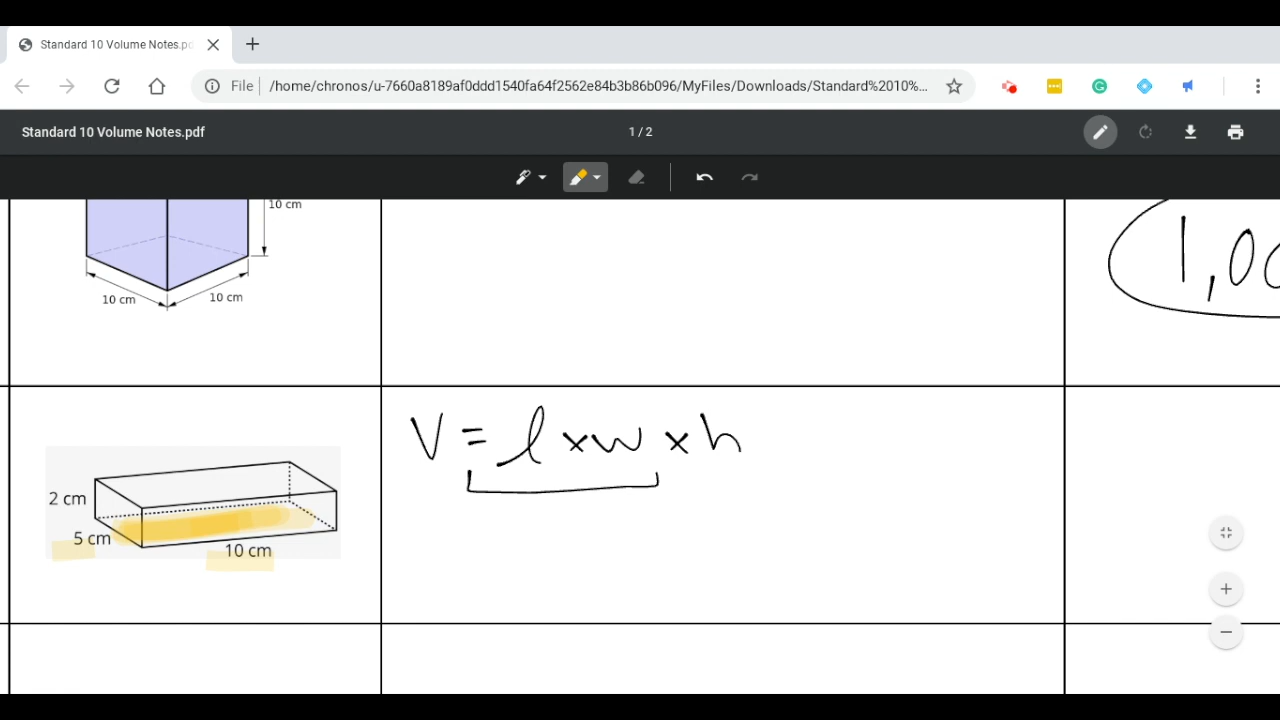 Standard 10 Volume Notes.pd
File /home/chronos/u-7660a8189af0ddd1540fa64f2562e84b3b86b096/MyFiles/Downloads/Standard%2010%...
Standard 10 Volume Notes.pdf
1 / 2
10 cm
10 cm
10 cm
1,00
V = l × w × h
2 cm
5 cm
10 cm